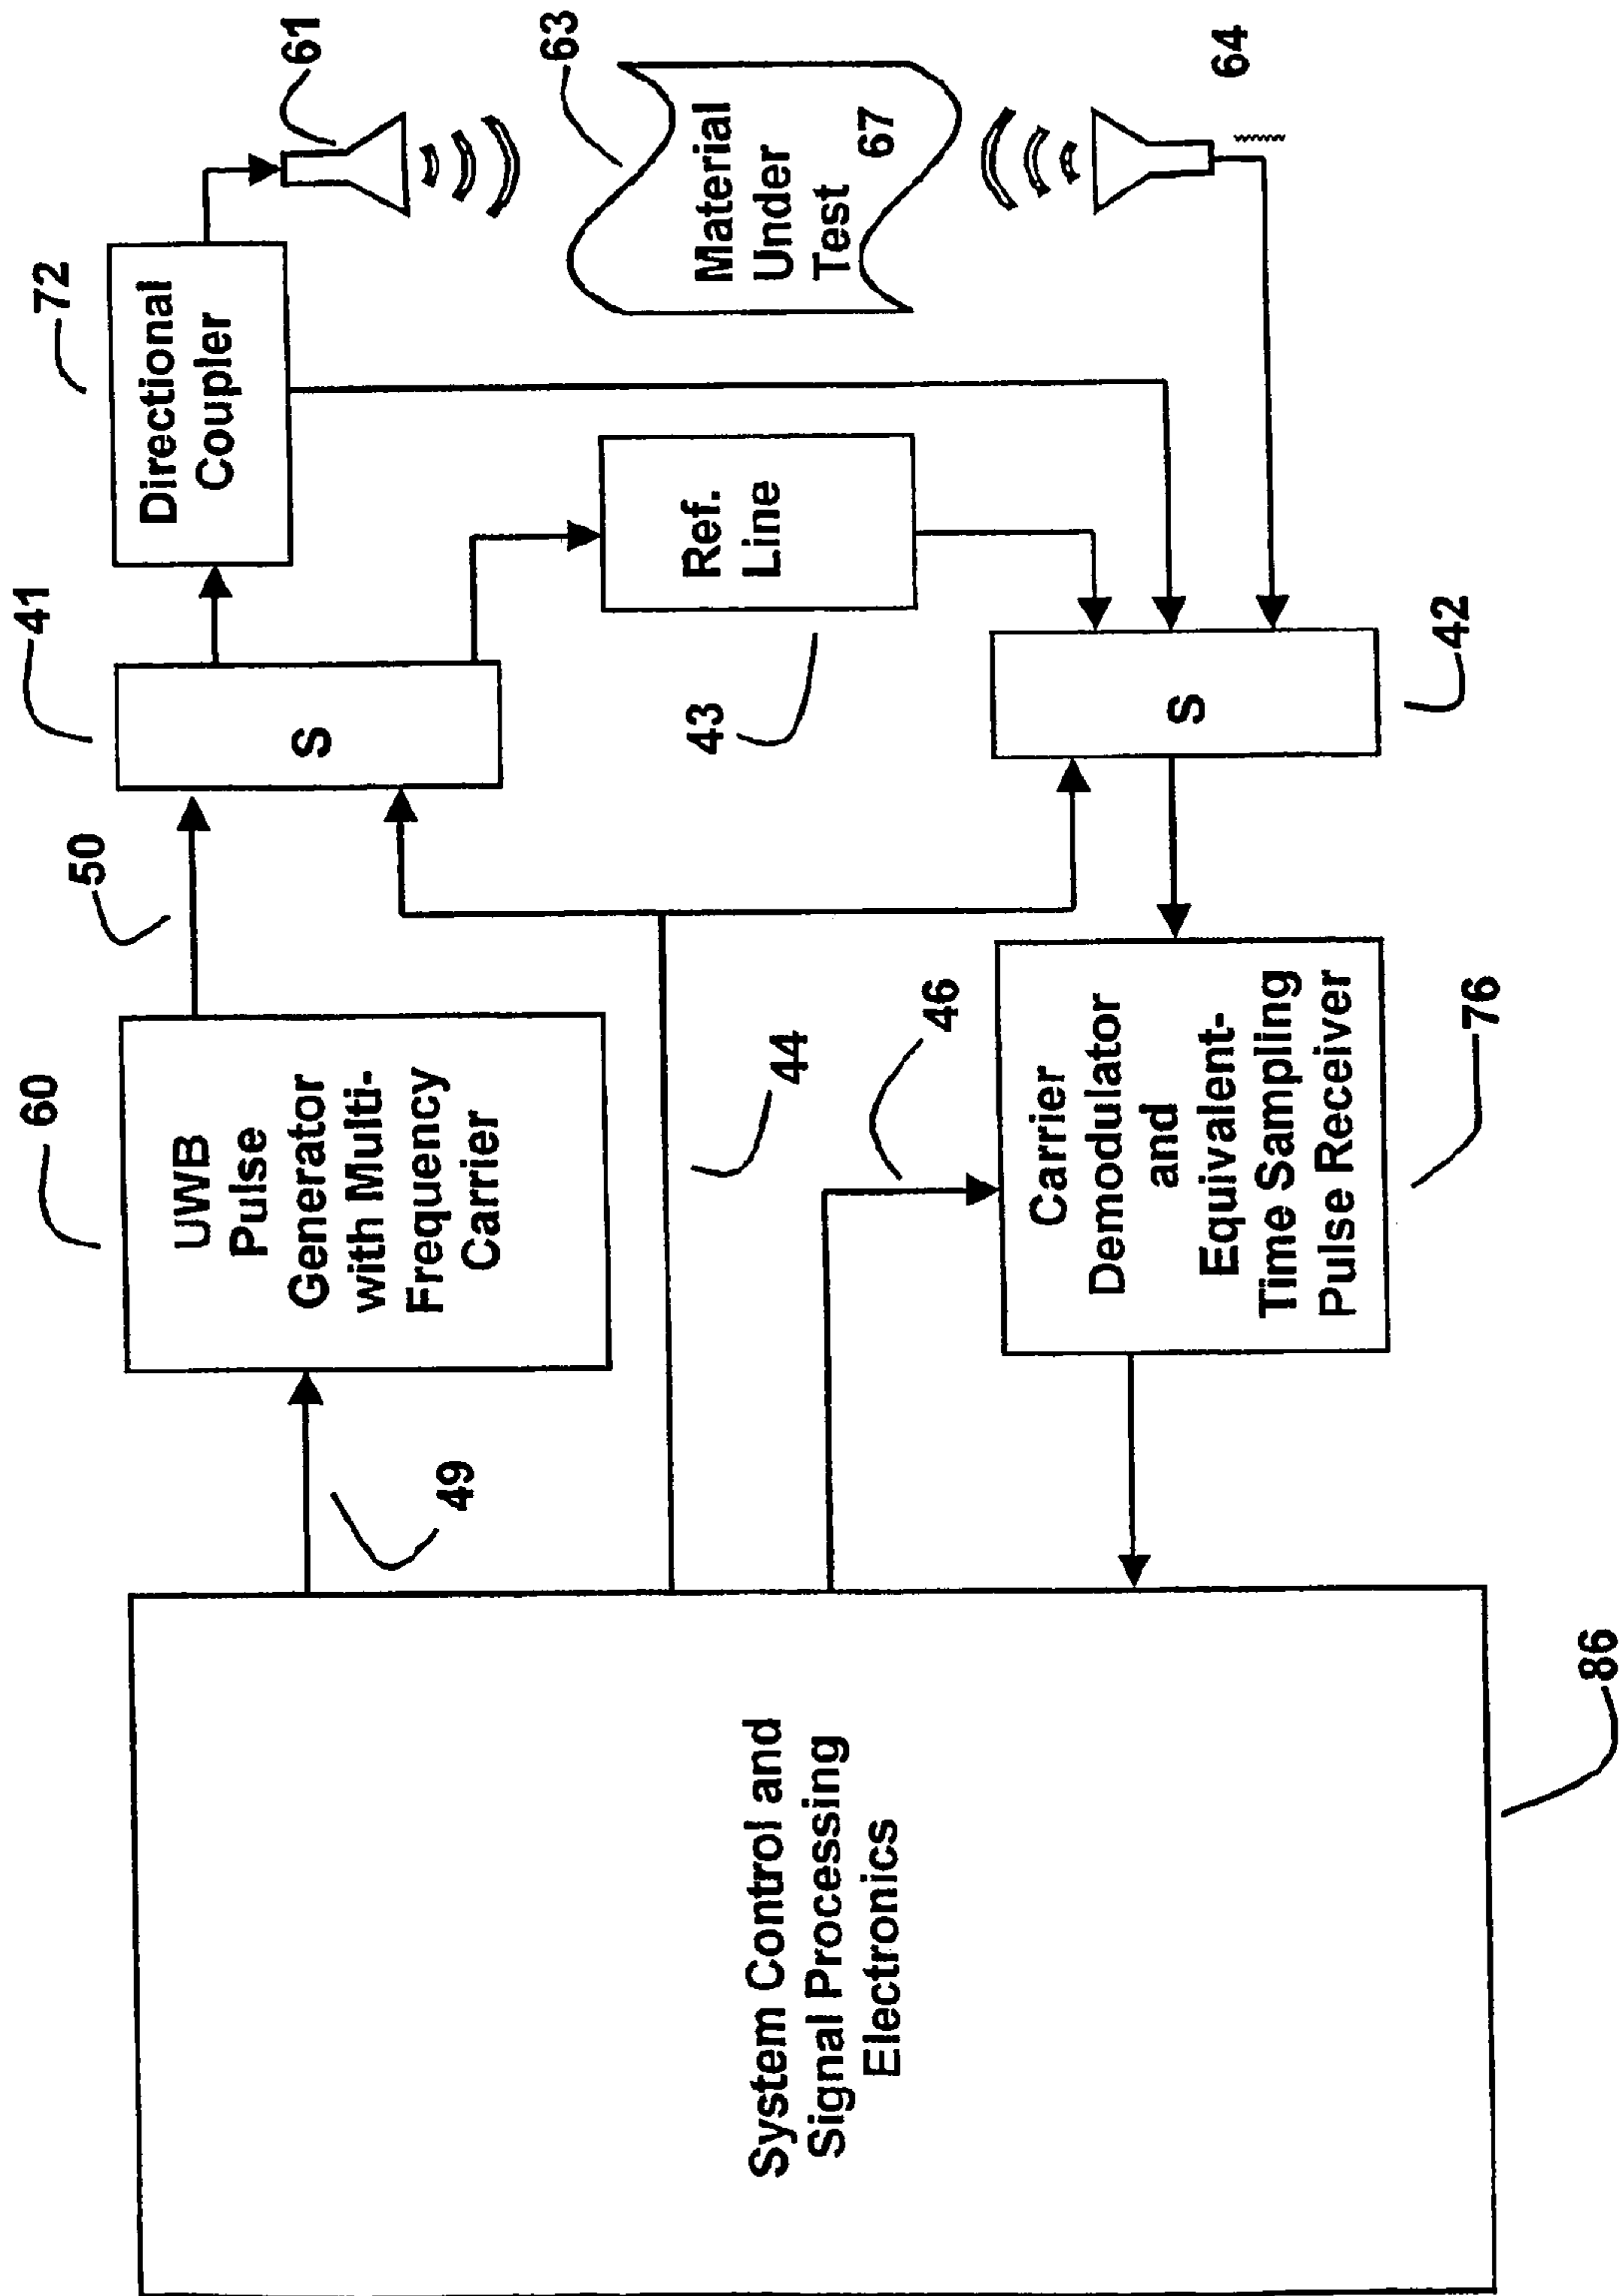 System Control and
Signal Processing
Electronics
86
49
60
UWB
Pulse
Generator
with Multi-
Frequency
Carrier
50
44
46
Carrier
Demodulator
and
Equivalent-
Time Sampling
Pulse Receiver
76
41
S
43
S
42
72
Directional
Coupler
Ref.
Line
61
63
Material
Under
Test
67
64